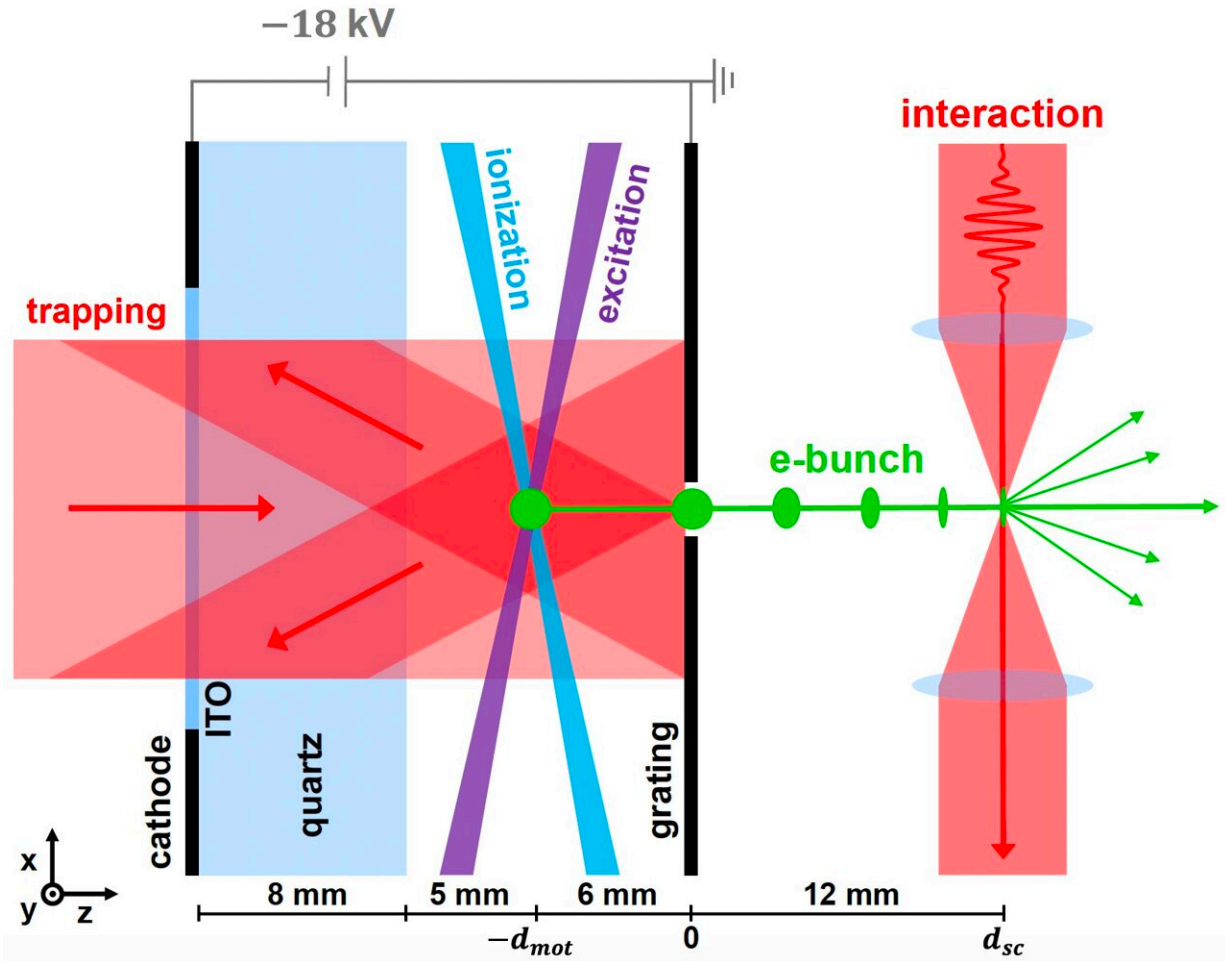 −18 kV
interaction
ionization
excitation
trapping
e-bunch
cathode
ITO
quartz
grating
x
y
z
8 mm
5 mm
6 mm
12 mm
−d_mot
0
d_sc